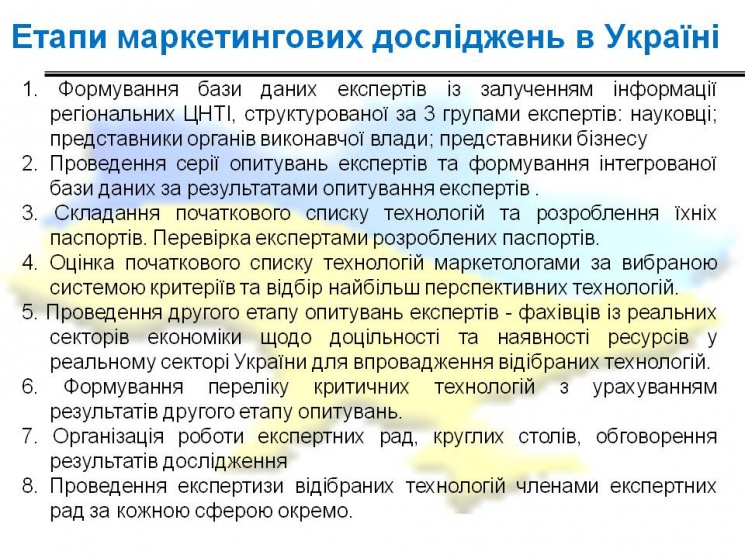 Етапи маркетингових досліджень в Україні
1. Формування бази даних експертів із залученням інформації
регіональних ЦНТІ, структурованої за 3 групами експертів: науковці;
представники органів виконавчої влади; представники бізнесу
2. Проведення серії опитувань експертів та формування інтегрованої
бази даних за результатами опитування експертів .
3. Складання початкового списку технологій та розроблення їхніх
паспортів. Перевірка експертами розроблених паспортів.
4. Оцінка початкового списку технологій маркетологами за вибраною
системою критеріїв та відбір найбільш перспективних технологій.
5. Проведення другого етапу опитувань експертів - фахівців із реальних
секторів економіки щодо доцільності та наявності ресурсів у
реальному секторі України для впровадження відібраних технологій.
6. Формування переліку критичних технологій з урахуванням
результатів другого етапу опитувань.
7. Організація роботи експертних рад, круглих столів, обговорення
результатів дослідження
8. Проведення експертизи відібраних технологій членами експертних
рад за кожною сферою окремо.